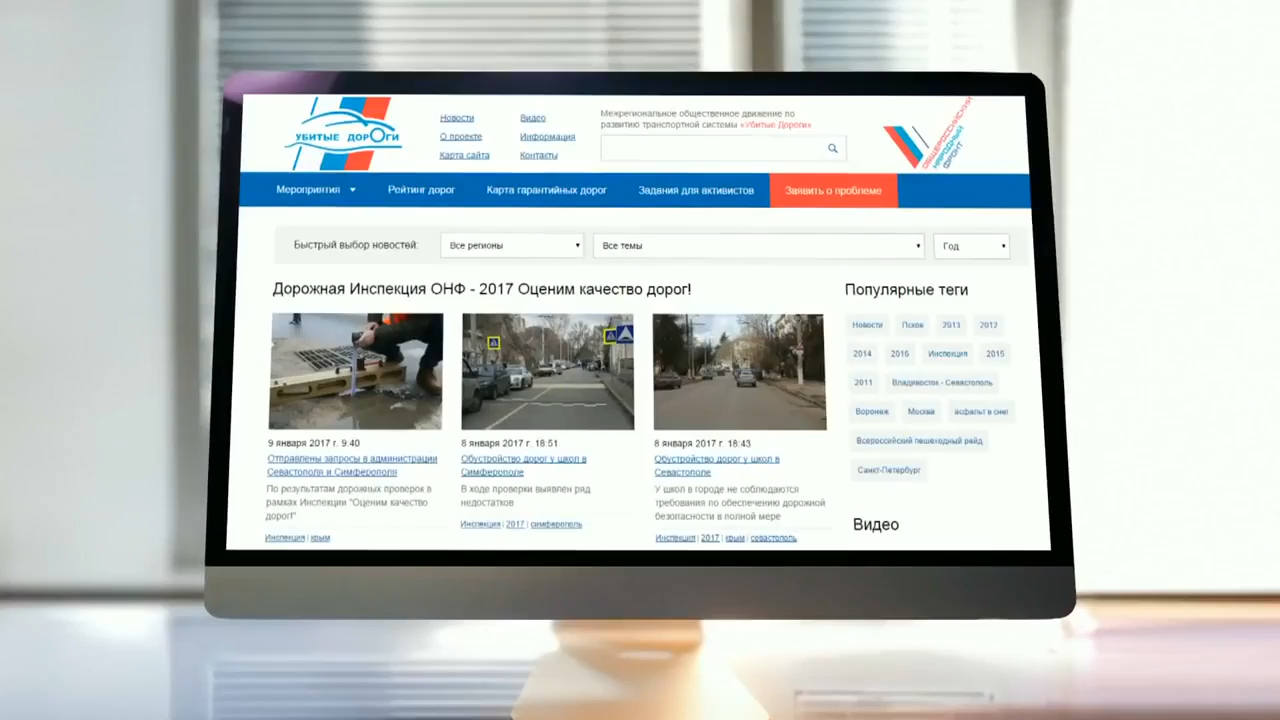 УБИТЫЕ ДОРОГИ
Новости
О проекте
Карта сайта
Видео
Информация
Контакты
Межрегиональное общественное движение по
развитию транспортной системы «Убитые Дороги»
ОБЩЕРОССИЙСКИЙ
НАРОДНЫЙ
ФРОНТ
Мероприятия
Рейтинг дорог
Карта гарантийных дорог
Задания для активистов
Заявить о проблеме
Быстрый выбор новостей:
Все регионы
Все темы
Год
Дорожная Инспекция ОНФ - 2017 Оценим качество дорог!
9 января 2017 г. 9:40
Отправлены запросы в администрации
Севастополя и Симферополя
По результатам дорожных проверок в
рамках Инспекции "Оценим качество
дорог!"
Инспекция | крым
8 января 2017 г. 18:51
Обустройство дорог у школ в
Симферополе
В ходе проверки выявлен ряд
недостатков
Инспекция | 2017 | симферополь
8 января 2017 г. 18:43
Обустройство дорог у школ в
Севастополе
У школ в городе не соблюдаются
требования по обеспечению дорожной
безопасности в полной мере
Инспекция | 2017 | крым | севастополь
Популярные теги
Новости Псков 2013 2012
2014 2016 Инспекция 2015
2011 Владивосток - Севастополь
Воронеж Москва асфальт в снег
Всероссийский пешеходный рейд
Санкт-Петербург
Видео